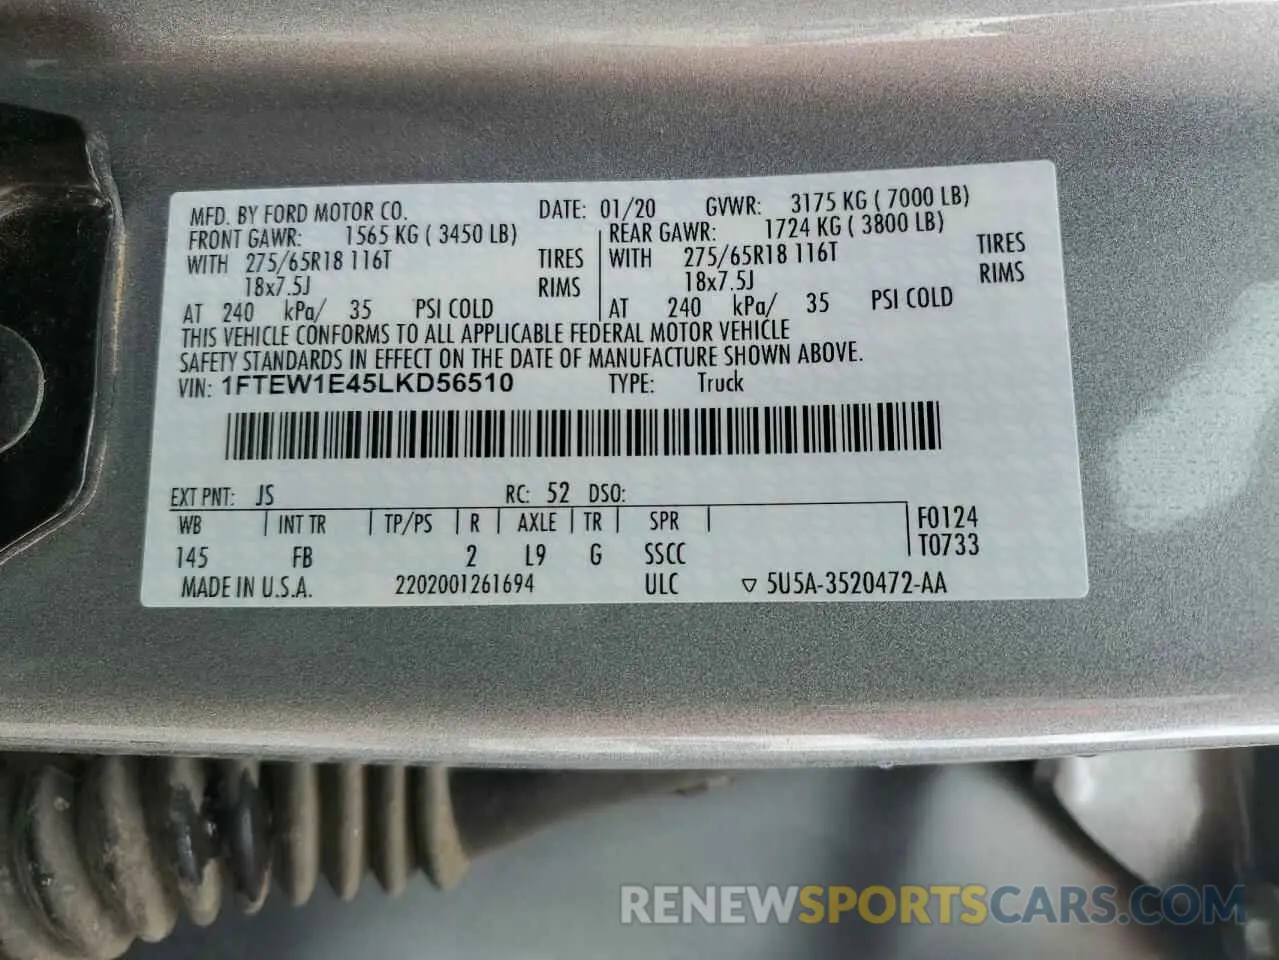 MFD. BY FORD MOTOR CO. DATE: 01/20 GVWR: 3175 KG ( 7000 LB)
FRONT GAWR: 1565 KG ( 3450 LB) REAR GAWR: 1724 KG ( 3800 LB)
WITH 275/65R18 116T TIRES WITH 275/65R18 116T TIRES
18x7.5J RIMS 18x7.5J RIMS
AT 240 kPa/ 35 PSI COLD AT 240 kPa/ 35 PSI COLD
THIS VEHICLE CONFORMS TO ALL APPLICABLE FEDERAL MOTOR VEHICLE
SAFETY STANDARDS IN EFFECT ON THE DATE OF MANUFACTURE SHOWN ABOVE.
VIN: 1FTEW1E45LKD56510 TYPE: Truck
EXT PNT: JS RC: 52 DSO:
WB INT TR TP/PS R AXLE TR SPR F0124
145 FB 2 L9 G SSCC T0733
MADE IN U.S.A. 2202001261694 ULC ▽ 5U5A-3520472-AA
RENEWSPORTSCARS.COM